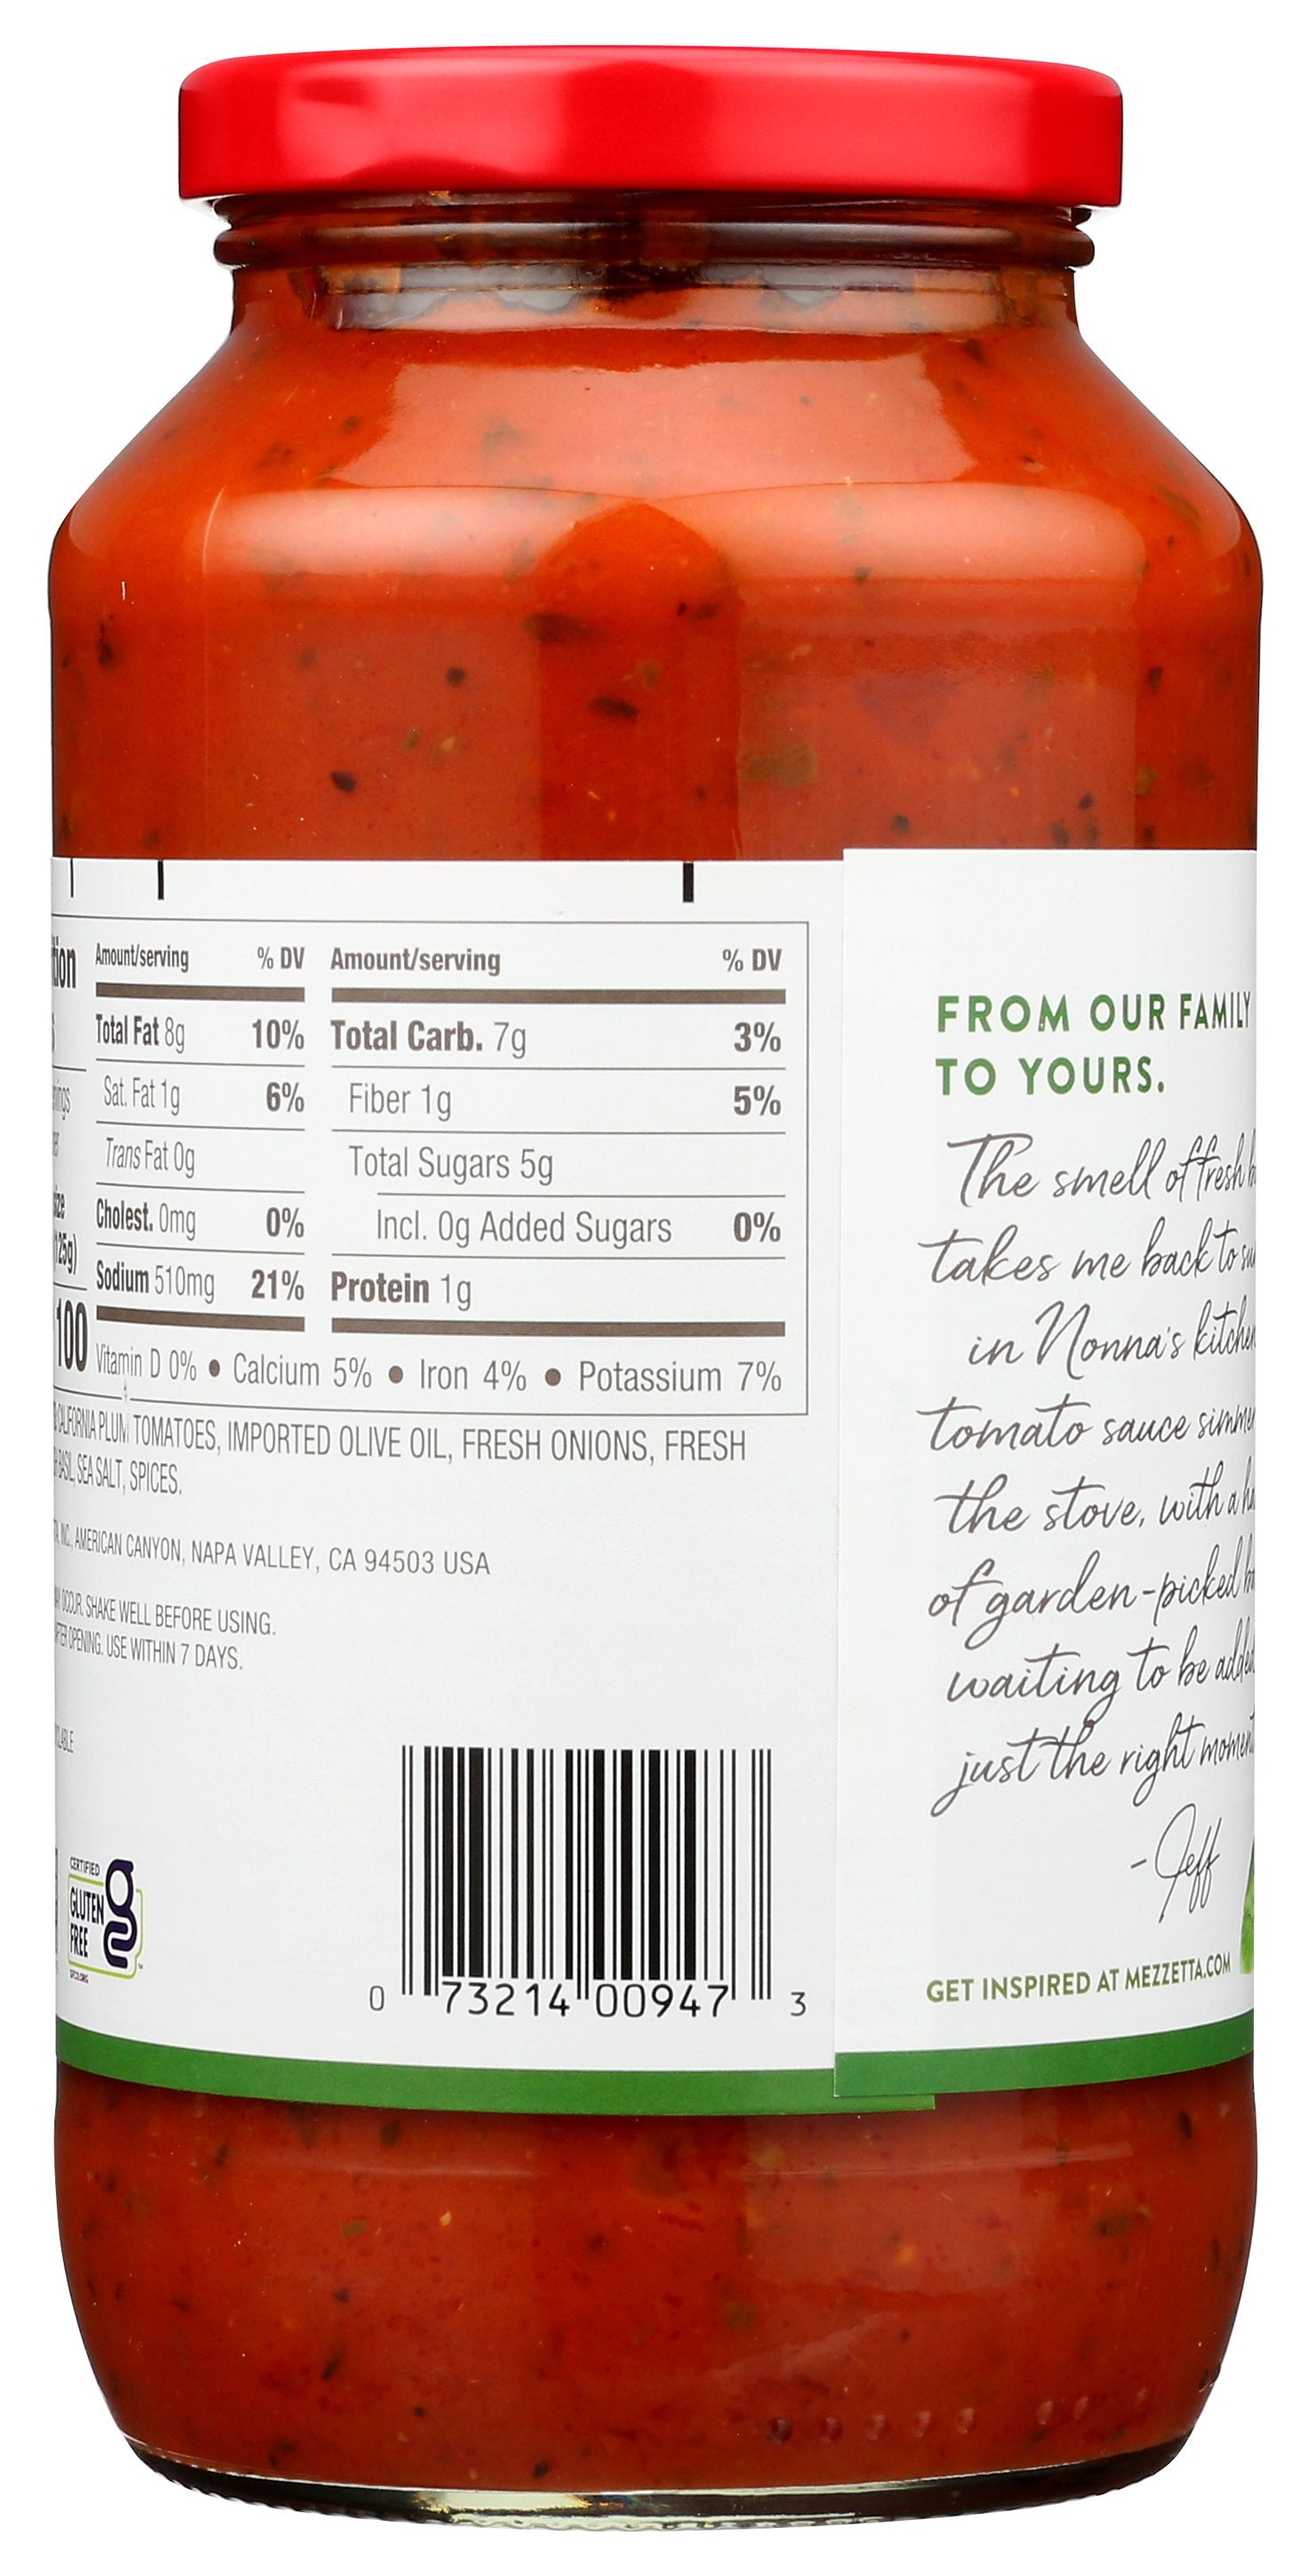 Amount/serving % DV Amount/serving % DV
Total Fat 8g 10% Total Carb. 7g 3%
Sat. Fat 1g 6% Fiber 1g 5%
Trans Fat 0g Total Sugars 5g
Cholest. 0mg 0% Incl. 0g Added Sugars 0%
125g)
Sodium 510mg 21% Protein 1g
100
Vitamin D 0% • Calcium 5% • Iron 4% • Potassium 7%
CALIFORNIA PLUM TOMATOES, IMPORTED OLIVE OIL, FRESH ONIONS, FRESH
BASIL, SEA SALT, SPICES.
INC., AMERICAN CANYON, NAPA VALLEY, CA 94503 USA
OCCUR. SHAKE WELL BEFORE USING.
OPENING. USE WITHIN 7 DAYS.
CERTIFIED
GLUTEN
FREE
GFCO.ORG
0 73214 00947 3
FROM OUR FAMILY
TO YOURS.
The smell of fresh
takes me back to
in Nonna's kitchen
tomato sauce
the stove, with a
of garden-picked
waiting to be
just the right
-Jeff
GET INSPIRED AT MEZZETTA.COM